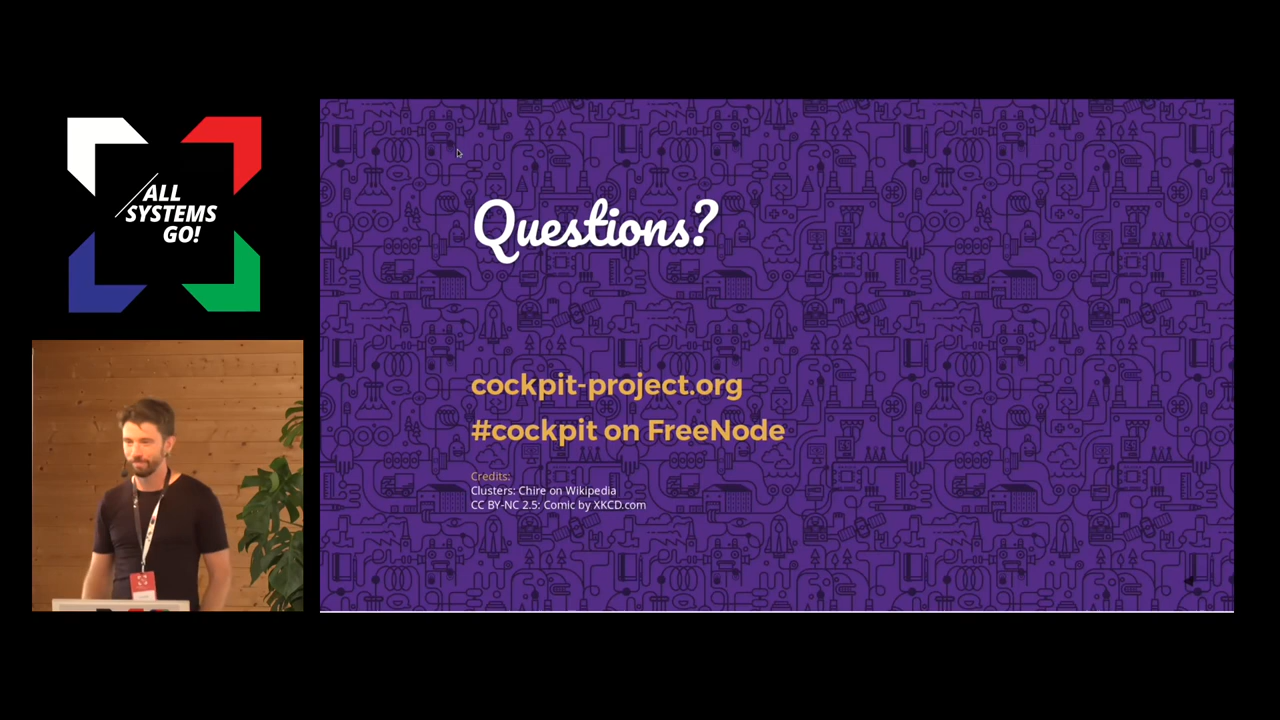 ALL
SYSTEMS
GO!
Questions?
cockpit-project.org
#cockpit on FreeNode
Credits:
Clusters: Chire on Wikipedia
CC BY-NC 2.5: Comic by XKCD.com